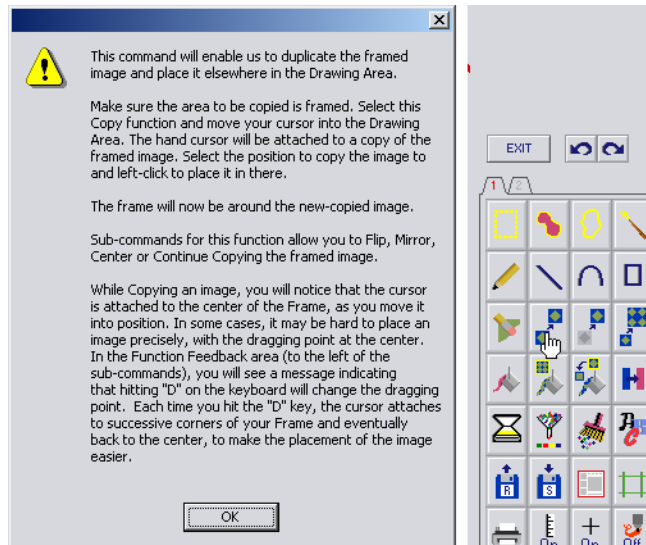 This command will enable us to duplicate the framed
image and place it elsewhere in the Drawing Area.
Make sure the area to be copied is framed. Select this
Copy function and move your cursor into the Drawing
Area. The hand cursor will be attached to a copy of the
framed image. Select the position to copy the image to
and left-click to place it in there.
The frame will now be around the new-copied image.
Sub-commands for this function allow you to Flip, Mirror,
Center or Continue Copying the framed image.
While Copying an image, you will notice that the cursor
is attached to the center of the Frame, as you move it
into position. In some cases, it may be hard to place an
image precisely, with the dragging point at the center.
In the Function Feedback area (to the left of the
sub-commands), you will see a message indicating
that hitting "D" on the keyboard will change the dragging
point. Each time you hit the "D" key, the cursor attaches
to successive corners of your Frame and eventually
back to the center, to make the placement of the image
easier.
OK
EXIT
1 2
R S
On On Off